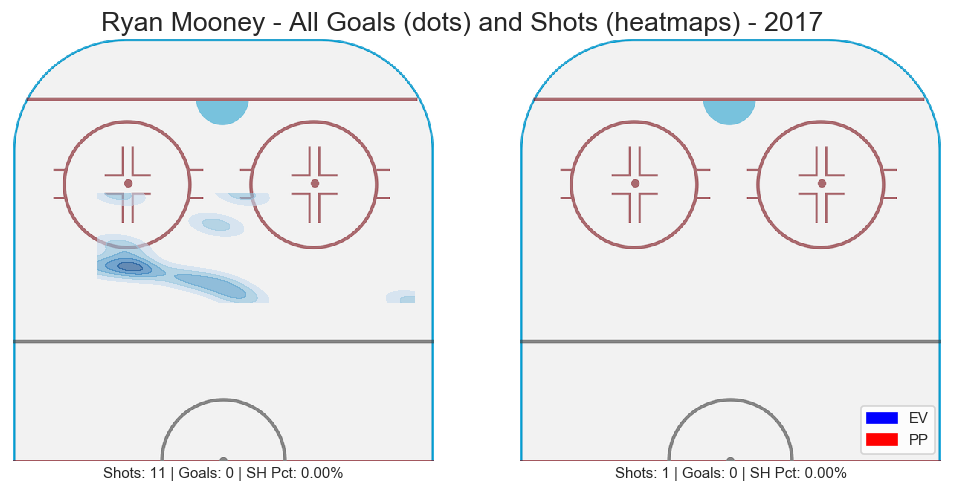 Ryan Mooney - All Goals (dots) and Shots (heatmaps) - 2017
EV
PP
Shots: 11 | Goals: 0 | SH Pct: 0.00%
Shots: 1 | Goals: 0 | SH Pct: 0.00%